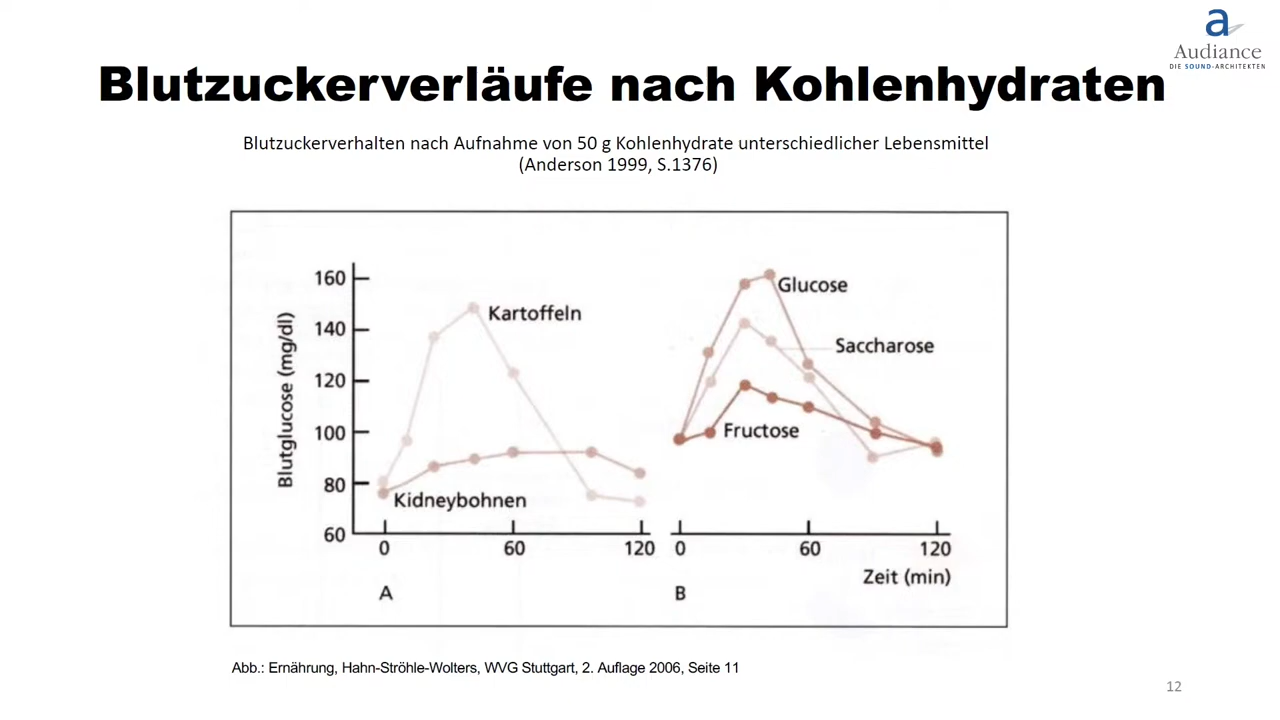 a
Audiance
DIE SOUND-ARCHITEKTEN
Blutzuckerverläufe nach Kohlenhydraten
Blutzuckerverhalten nach Aufnahme von 50 g Kohlenhydrate unterschiedlicher Lebensmittel
(Anderson 1999, S.1376)
Blutglucose (mg/dl)
160
140
120
100
80
60
Kartoffeln
Kidneybohnen
0
60
120
A
Glucose
Saccharose
Fructose
0
60
120
Zeit (min)
B
Abb.: Ernährung, Hahn-Ströhle-Wolters, WVG Stuttgart, 2. Auflage 2006, Seite 11
12